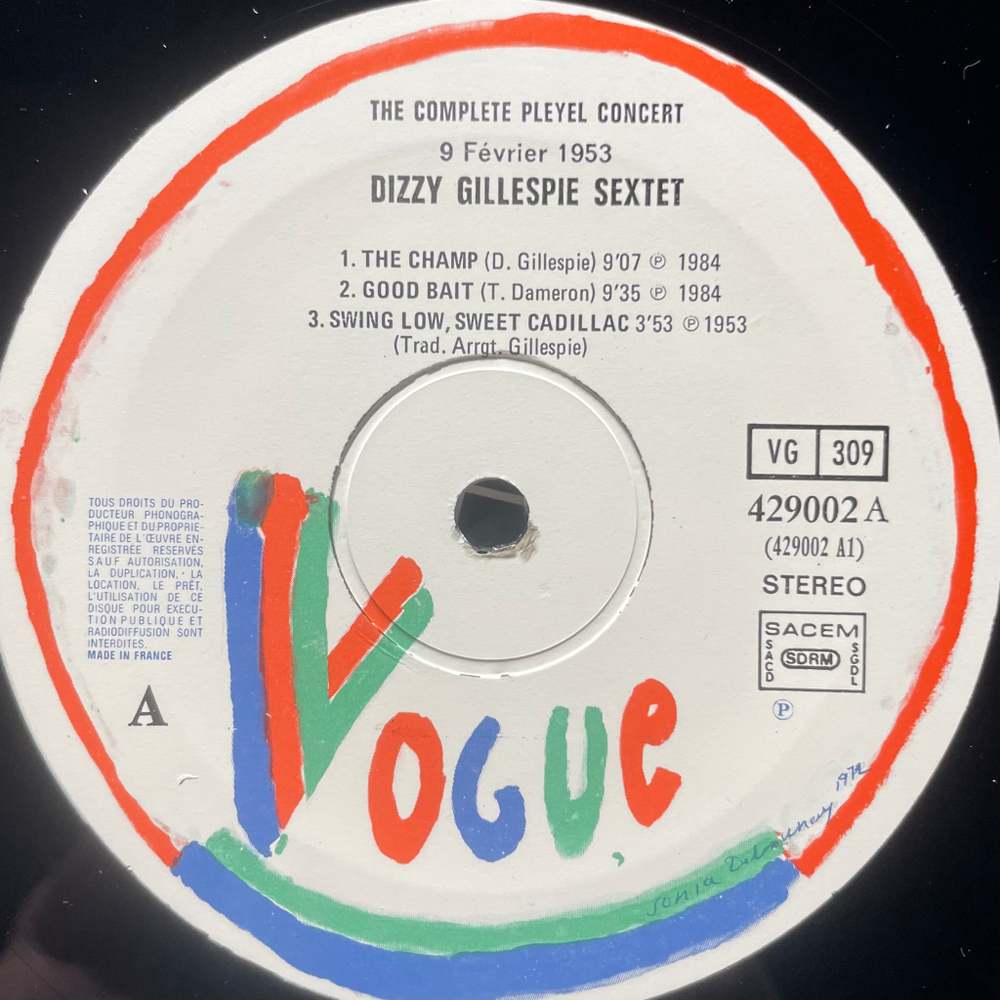 THE COMPLETE PLEYEL CONCERT
9 Février 1953
DIZZY GILLESPIE SEXTET
1. THE CHAMP (D. Gillespie) 9'07 ℗ 1984
2. GOOD BAIT (T. Dameron) 9'35 ℗ 1984
3. SWING LOW, SWEET CADILLAC 3'53 ℗ 1953
(Trad. Arrgt. Gillespie)
VG 309
429002 A
(429002 A1)
STEREO
SACEM
SACD
SDRM
SGDL
℗
TOUS DROITS DU PRO-
DUCTEUR PHONOGRA-
PHIQUE ET DU PROPRIE-
TAIRE DE L'ŒUVRE EN-
REGISTRÉE RESERVES
SAUF AUTORISATION,
LA DUPLICATION, LA
LOCATION, LE PRÊT,
L'UTILISATION DE CE
DISQUE POUR EXECU-
TION PUBLIQUE ET
RADIODIFFUSION SONT
INTERDITES.
MADE IN FRANCE
A
VOGUE
Sonia Delaunay